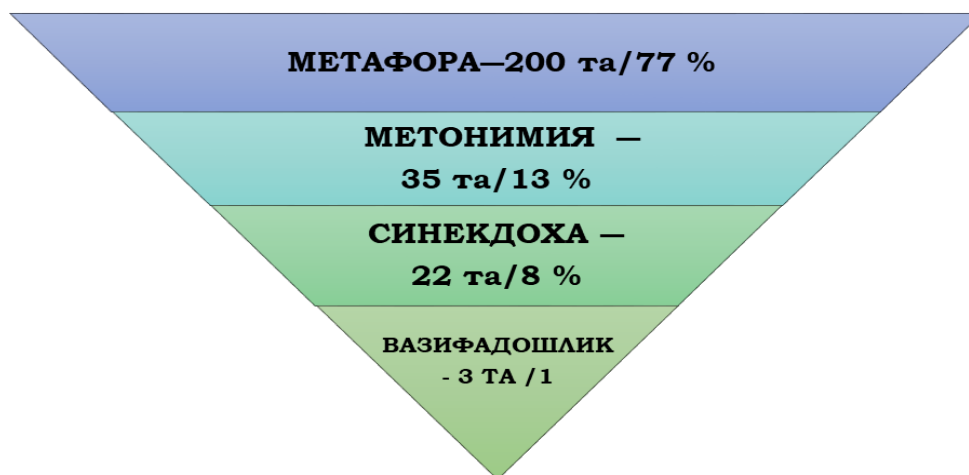 МЕТАФОРА—200 та/77 %
МЕТОНИМИЯ —
35 та/13 %
СИНЕКДОХА —
22 та/8 %
ВАЗИФАДОШЛИК
- 3 ТА /1